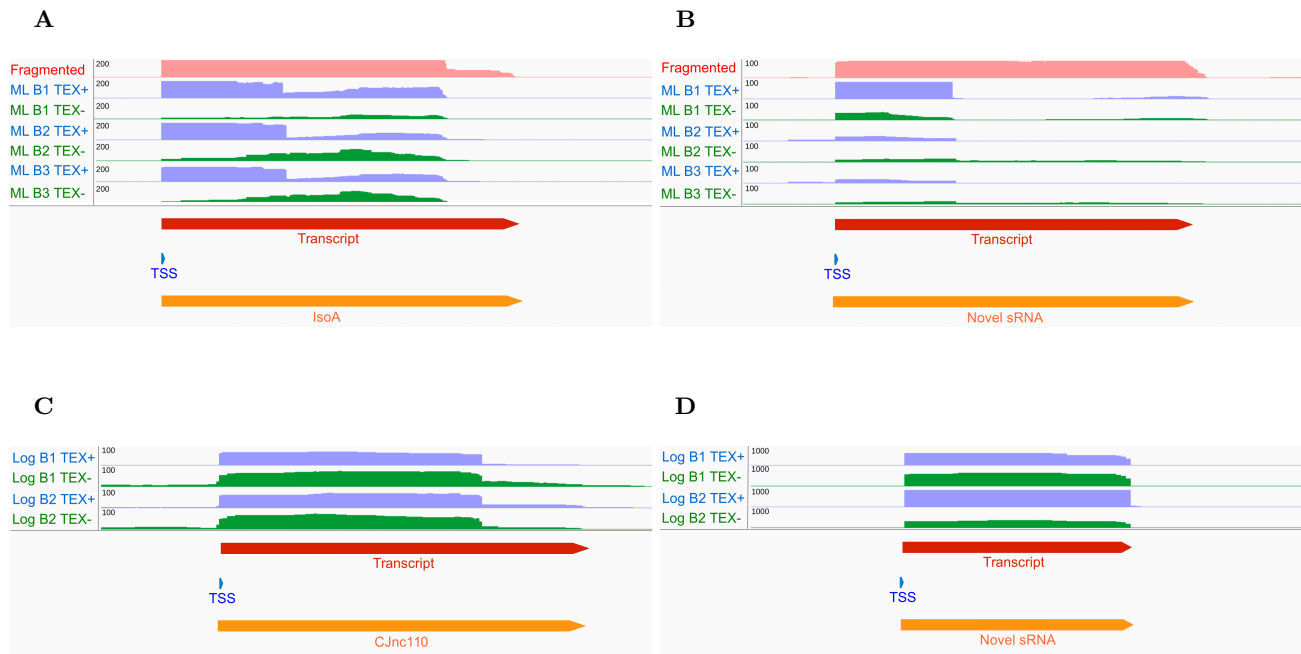 A
Fragmented 200
ML B1 TEX+ 200
ML B1 TEX- 200
ML B2 TEX+ 200
ML B2 TEX- 200
ML B3 TEX+ 200
ML B3 TEX- 200
Transcript
TSS
IsoA
B
Fragmented 100
ML B1 TEX+ 100
ML B1 TEX- 100
ML B2 TEX+ 100
ML B2 TEX- 100
ML B3 TEX+ 100
ML B3 TEX- 100
Transcript
TSS
Novel sRNA
C
Log B1 TEX+ 100
Log B1 TEX- 100
Log B2 TEX+ 100
Log B2 TEX- 100
Transcript
TSS
CJnc110
D
Log B1 TEX+ 1000
Log B1 TEX- 1000
Log B2 TEX+ 1000
Log B2 TEX- 1000
Transcript
TSS
Novel sRNA